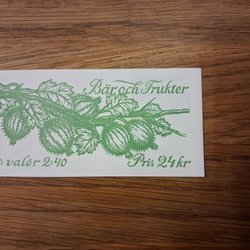 Bär och Frukter
valör 2:40 Pris 24 kr